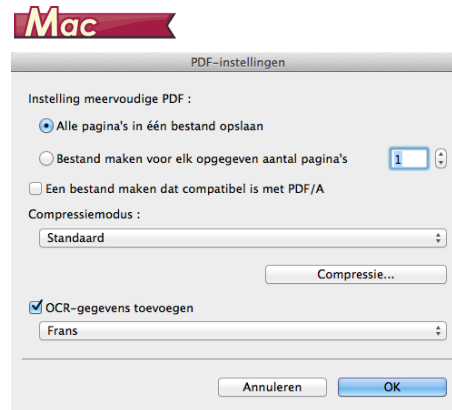 Mac
PDF-instellingen
Instelling meervoudige PDF :
Alle pagina's in één bestand opslaan
Bestand maken voor elk opgegeven aantal pagina's 1
Een bestand maken dat compatibel is met PDF/A
Compressiemodus :
Standaard
Compressie...
OCR-gegevens toevoegen
Frans
Annuleren OK